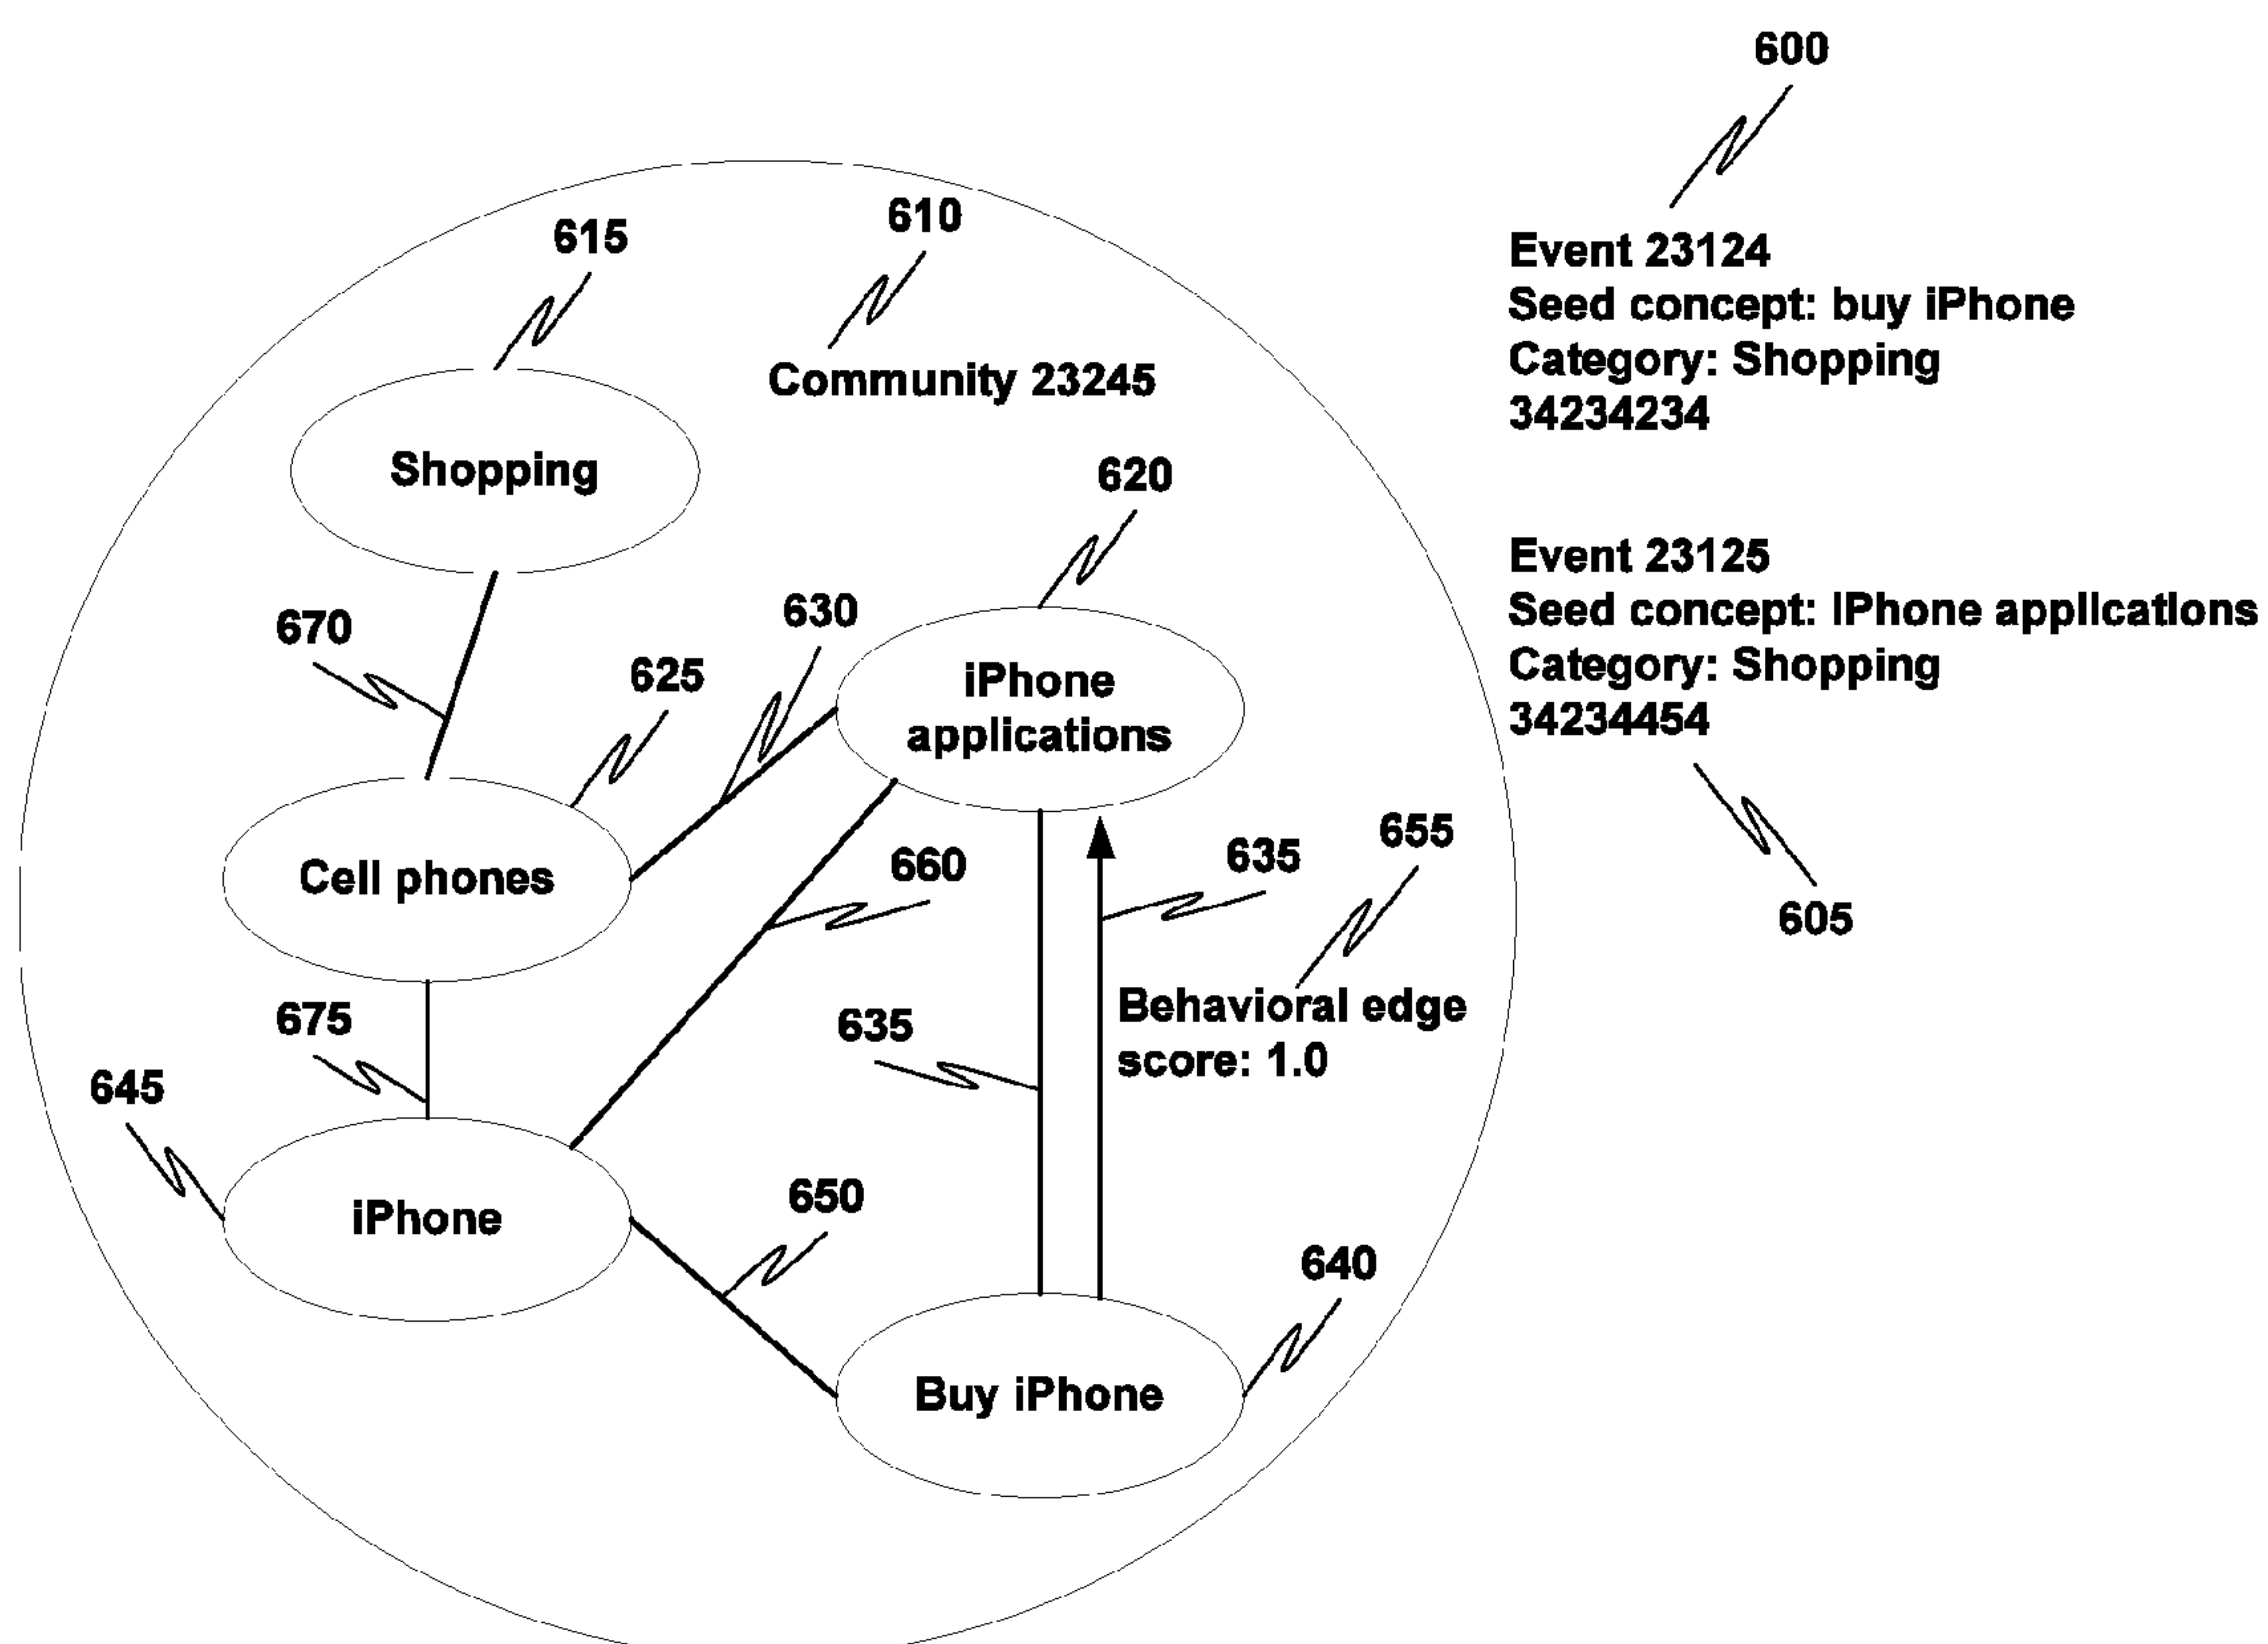 600
610
615
Event 23124
Seed concept: buy iPhone
Category: Shopping
34234234
Community 23245
Shopping
620
Event 23125
Seed concept: iPhone applications
Category: Shopping
34234454
670
630
625
iPhone
applications
655
635
660
Cell phones
605
Behavioral edge
score: 1.0
675
635
645
650
iPhone
640
Buy iPhone